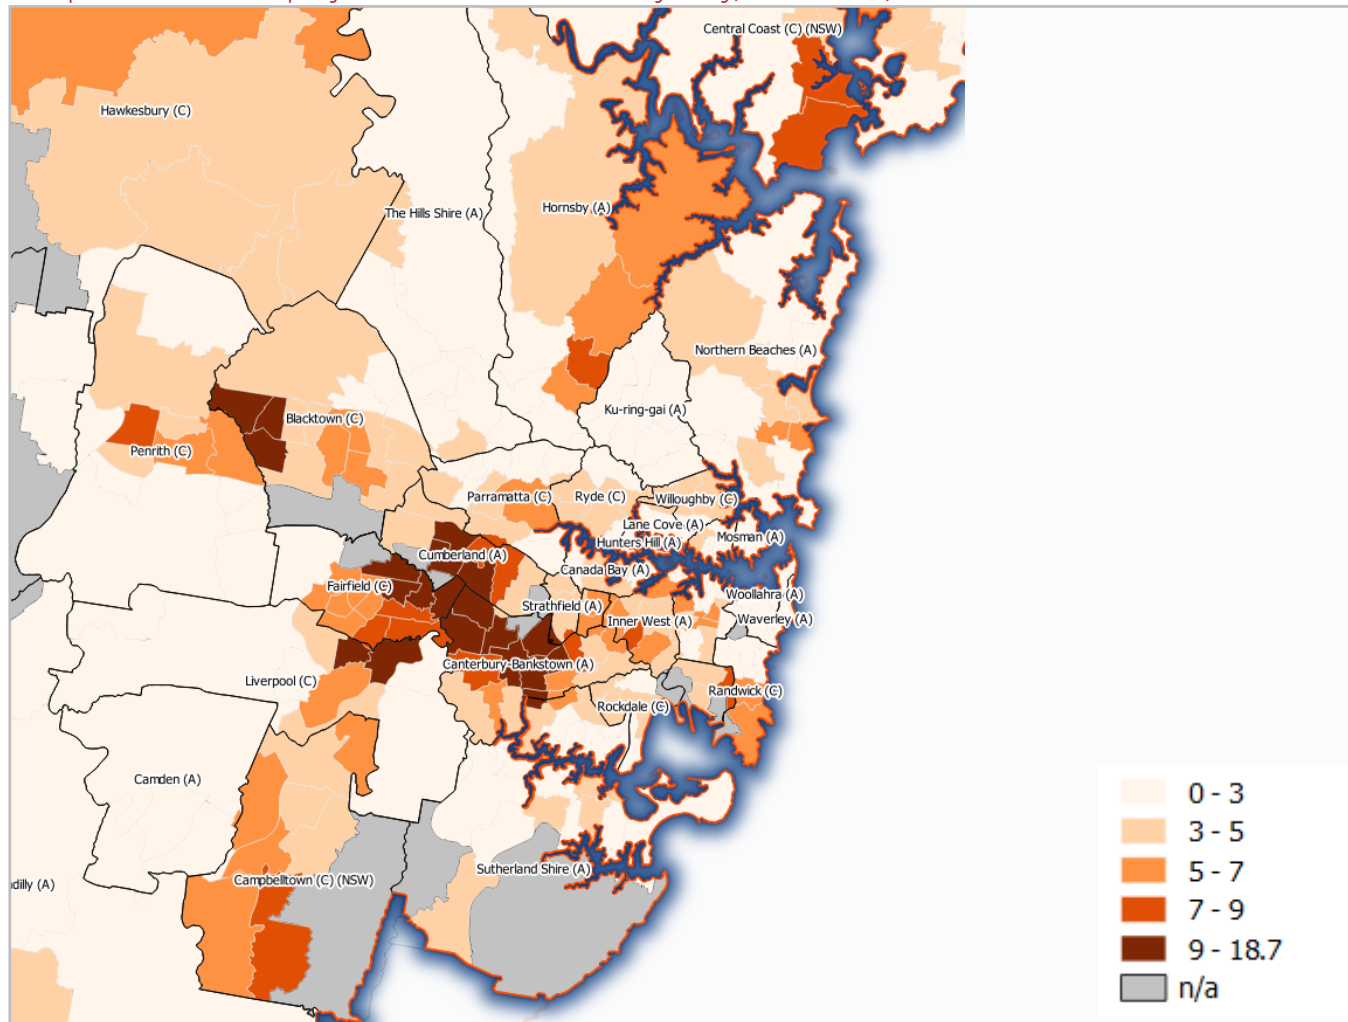 Central Coast (C) (NSW)
Hawkesbury (C)
The Hills Shire (A)
Hornsby (A)
Northern Beaches (A)
Ku-ring-gai (A)
Blacktown (C)
Penrith (C)
Parramatta (C)
Ryde (C)
Willoughby (C)
Lane Cove (A)
Mosman (A)
Hunters Hill (A)
Cumberland (A)
Canada Bay (A)
Fairfield (C)
Woollahra (A)
Strathfield (A)
Inner West (A)
Waverley (A)
Canterbury-Bankstown (A)
Liverpool (C)
Randwick (C)
Rockdale (C)
Camden (A)
Sutherland Shire (A)
Campbelltown (C) (NSW)
dilly (A)
0 - 3
3 - 5
5 - 7
7 - 9
9 - 18.7
n/a